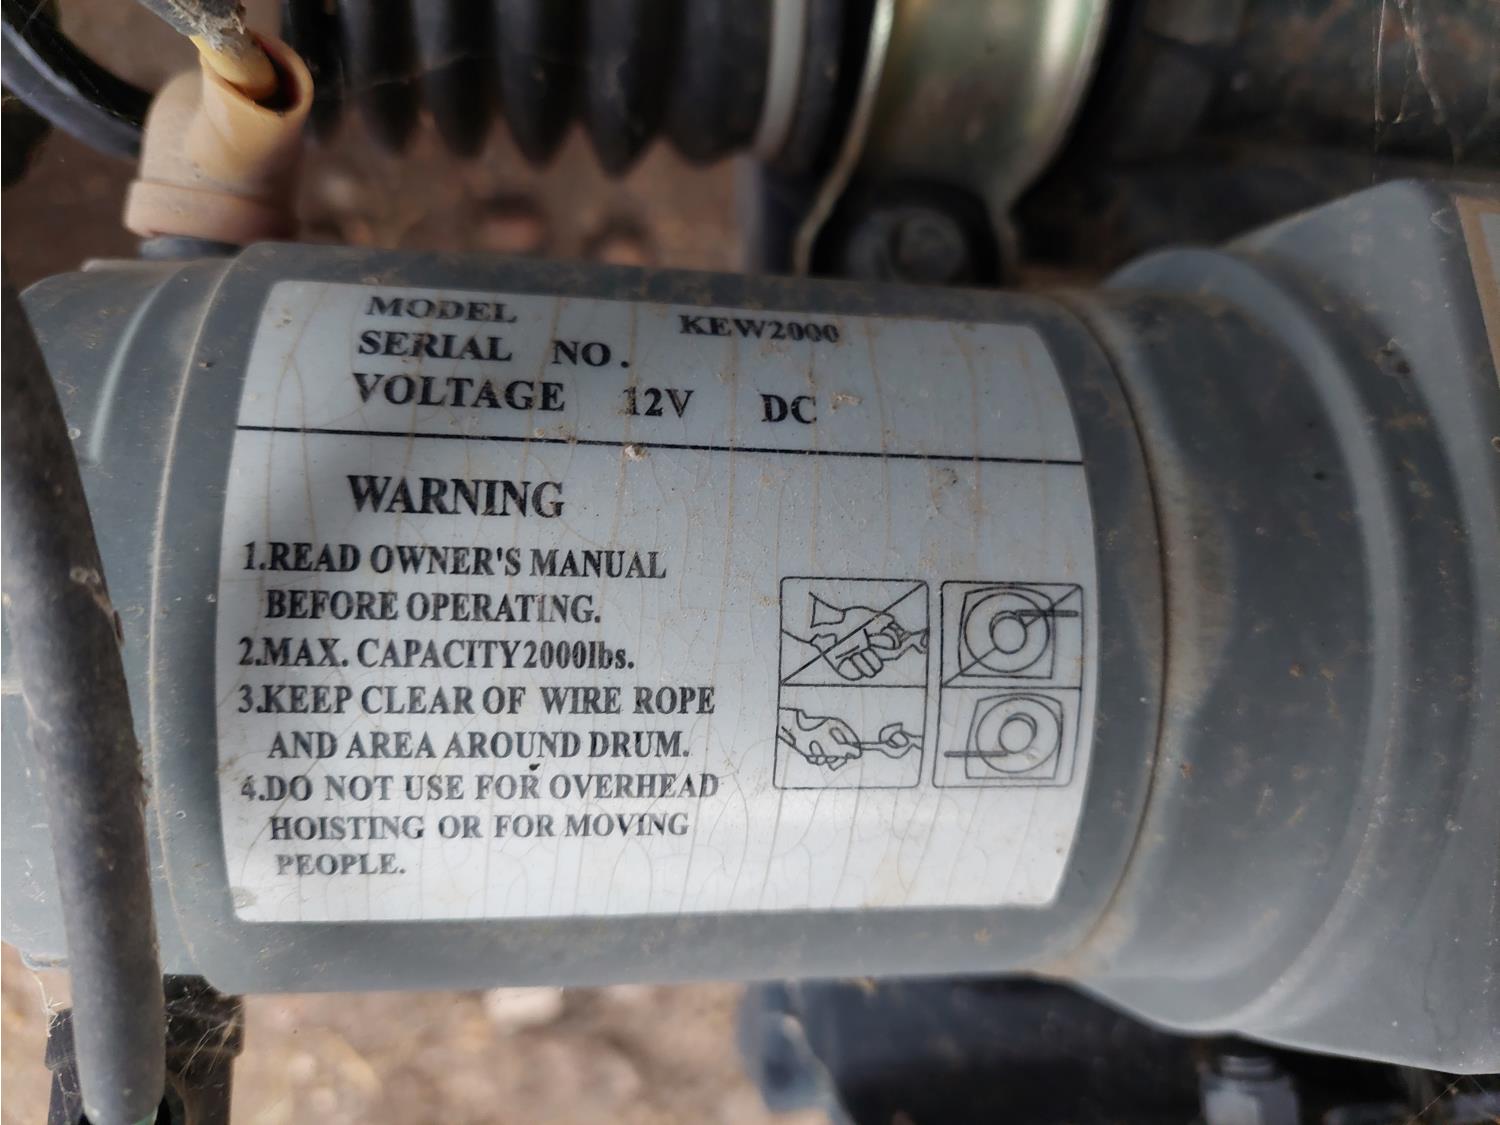 MODEL KEW2000
SERIAL NO.
VOLTAGE 12V DC
WARNING
1.READ OWNER'S MANUAL
BEFORE OPERATING.
2.MAX. CAPACITY2000lbs.
3.KEEP CLEAR OF WIRE ROPE
AND AREA AROUND DRUM.
4.DO NOT USE FOR OVERHEAD
HOISTING OR FOR MOVING
PEOPLE.